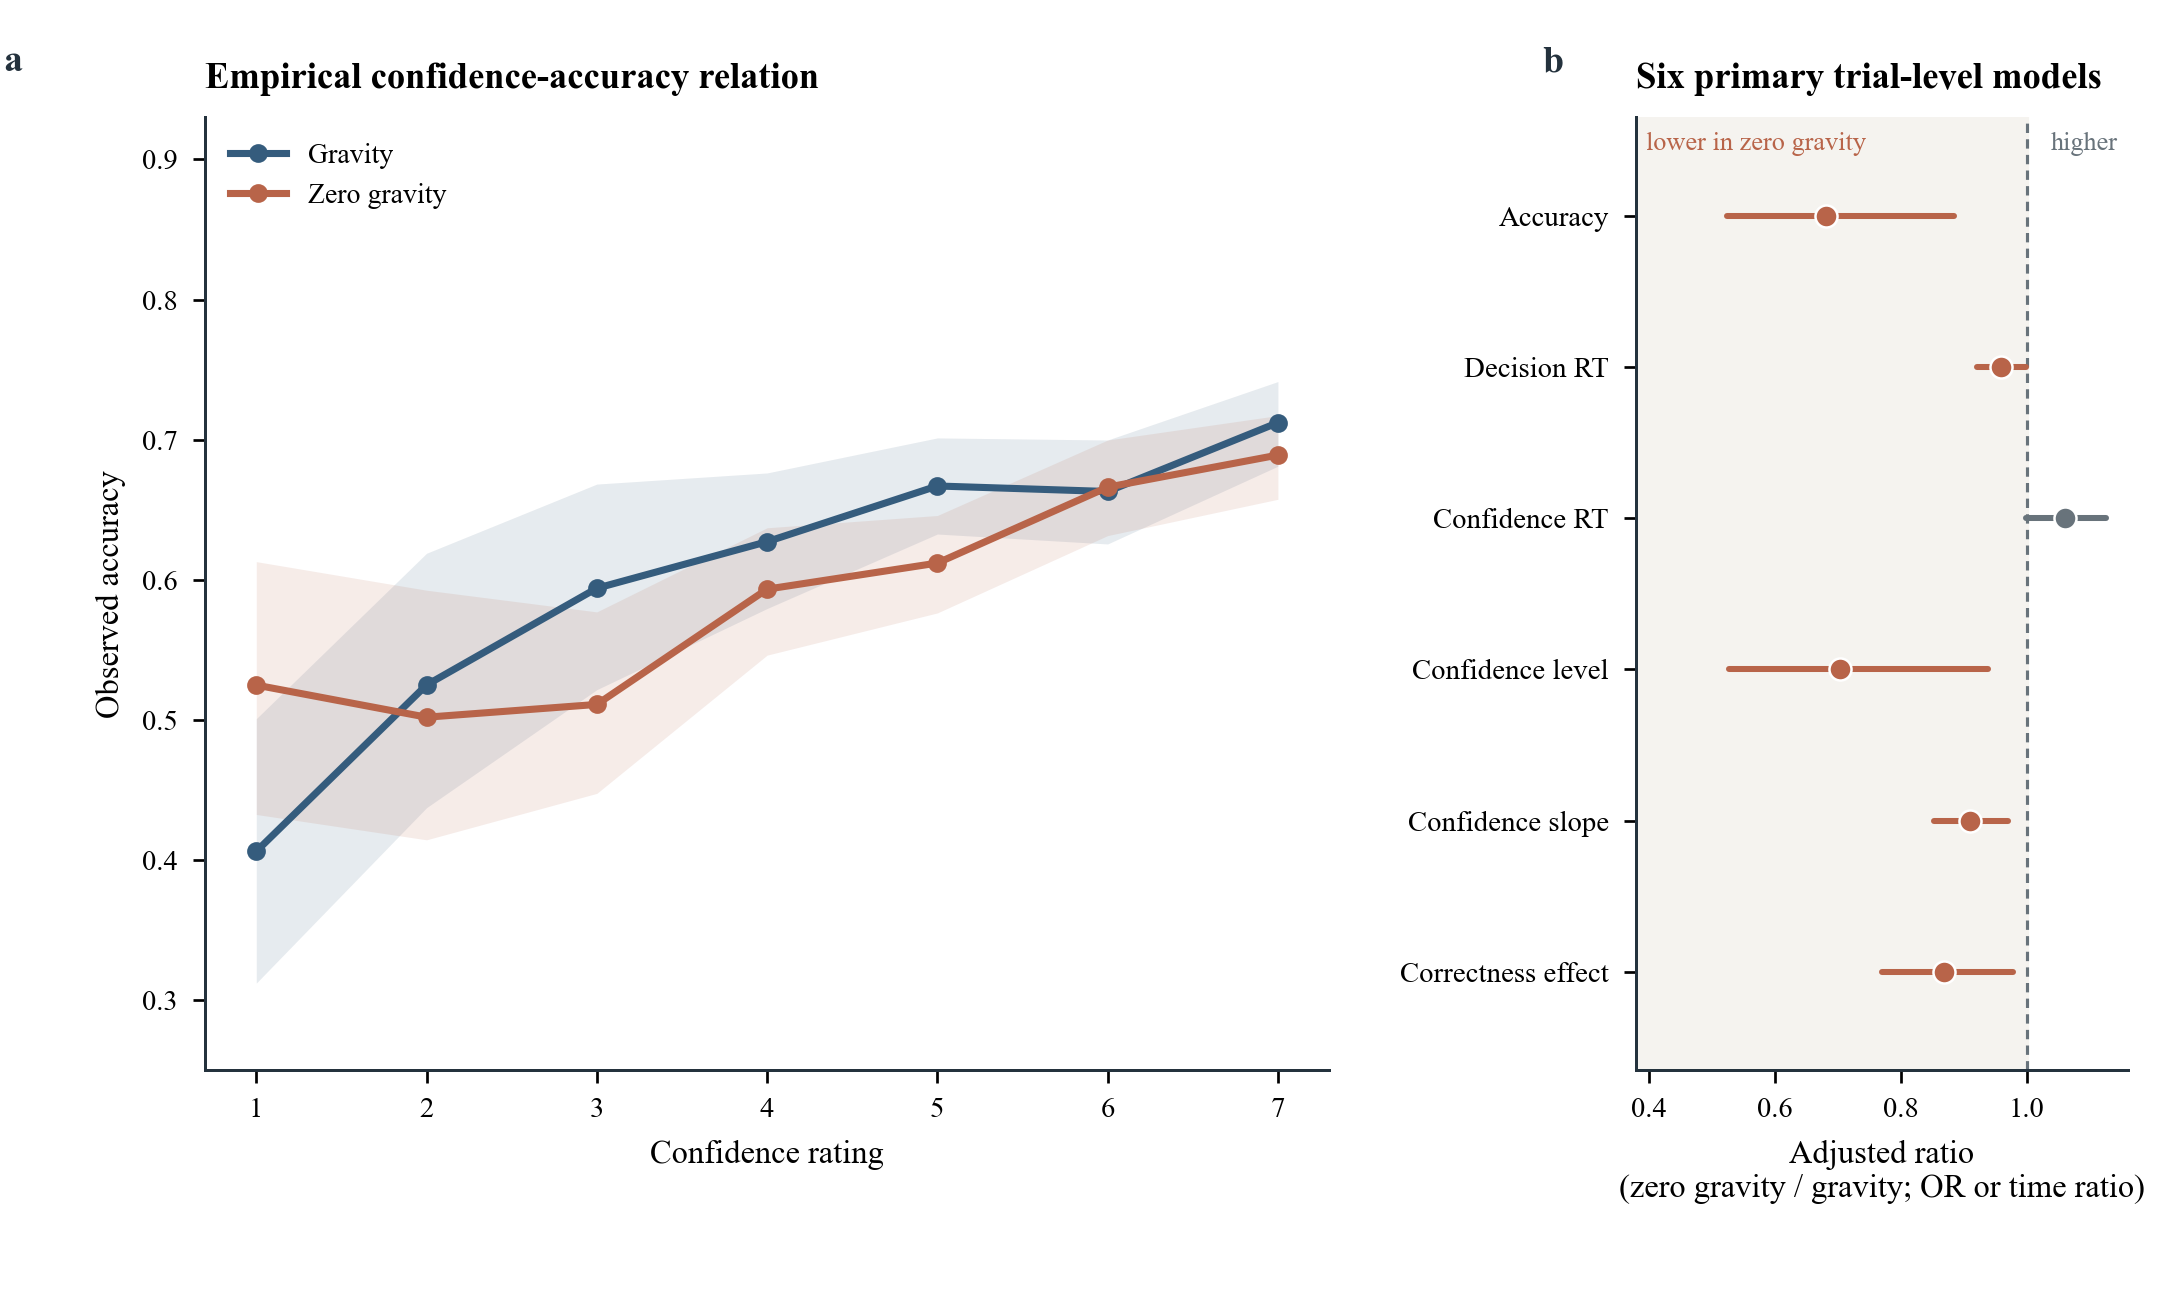 a
Empirical confidence-accuracy relation
Gravity
Zero gravity
Observed accuracy
0.9
0.8
0.7
0.6
0.5
0.4
0.3
1 2 3 4 5 6 7
Confidence rating
b
Six primary trial-level models
lower in zero gravity higher
Accuracy
Decision RT
Confidence RT
Confidence level
Confidence slope
Correctness effect
0.4 0.6 0.8 1.0
Adjusted ratio
(zero gravity / gravity; OR or time ratio)